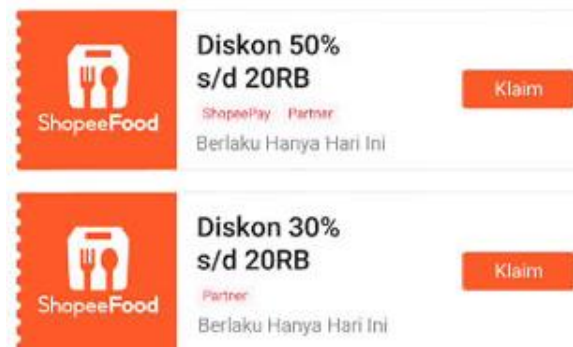 Diskon 50%
s/d 20RB
ShopeePay Partner
Berlaku Hanya Hari Ini
Klaim
ShopeeFood
Diskon 30%
s/d 20RB
Partner
Berlaku Hanya Hari Ini
Klaim
ShopeeFood